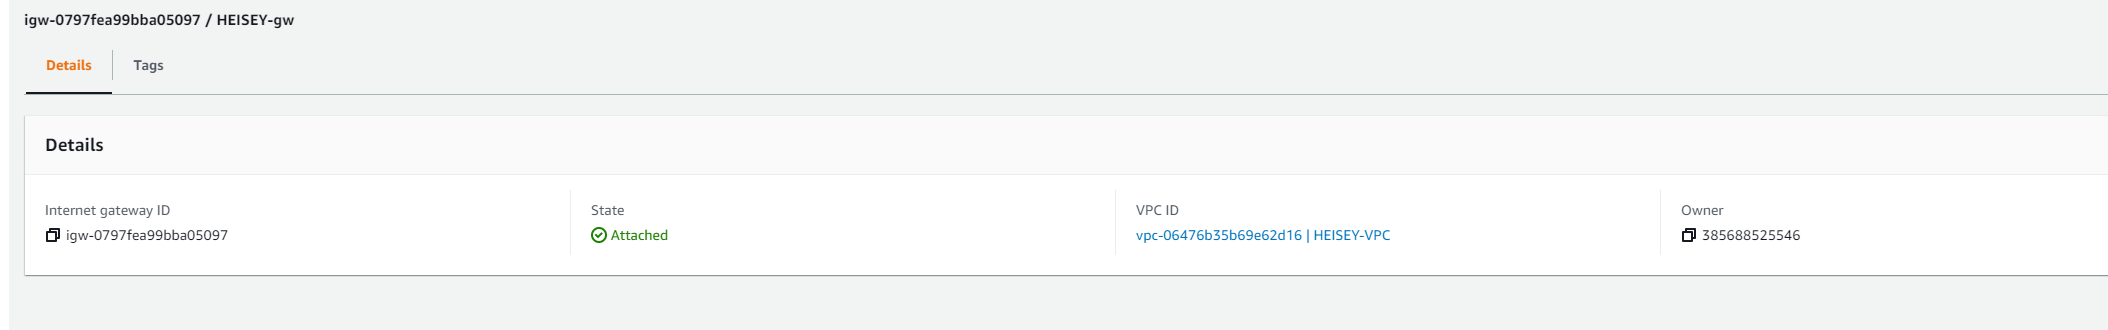 igw-0797fea99bba05097 / HEISEY-gw
Details
Tags
Details
Internet gateway ID
igw-0797fea99bba05097
State
Attached
VPC ID
vpc-06476b35b69e62d16 | HEISEY-VPC
Owner
385688525546